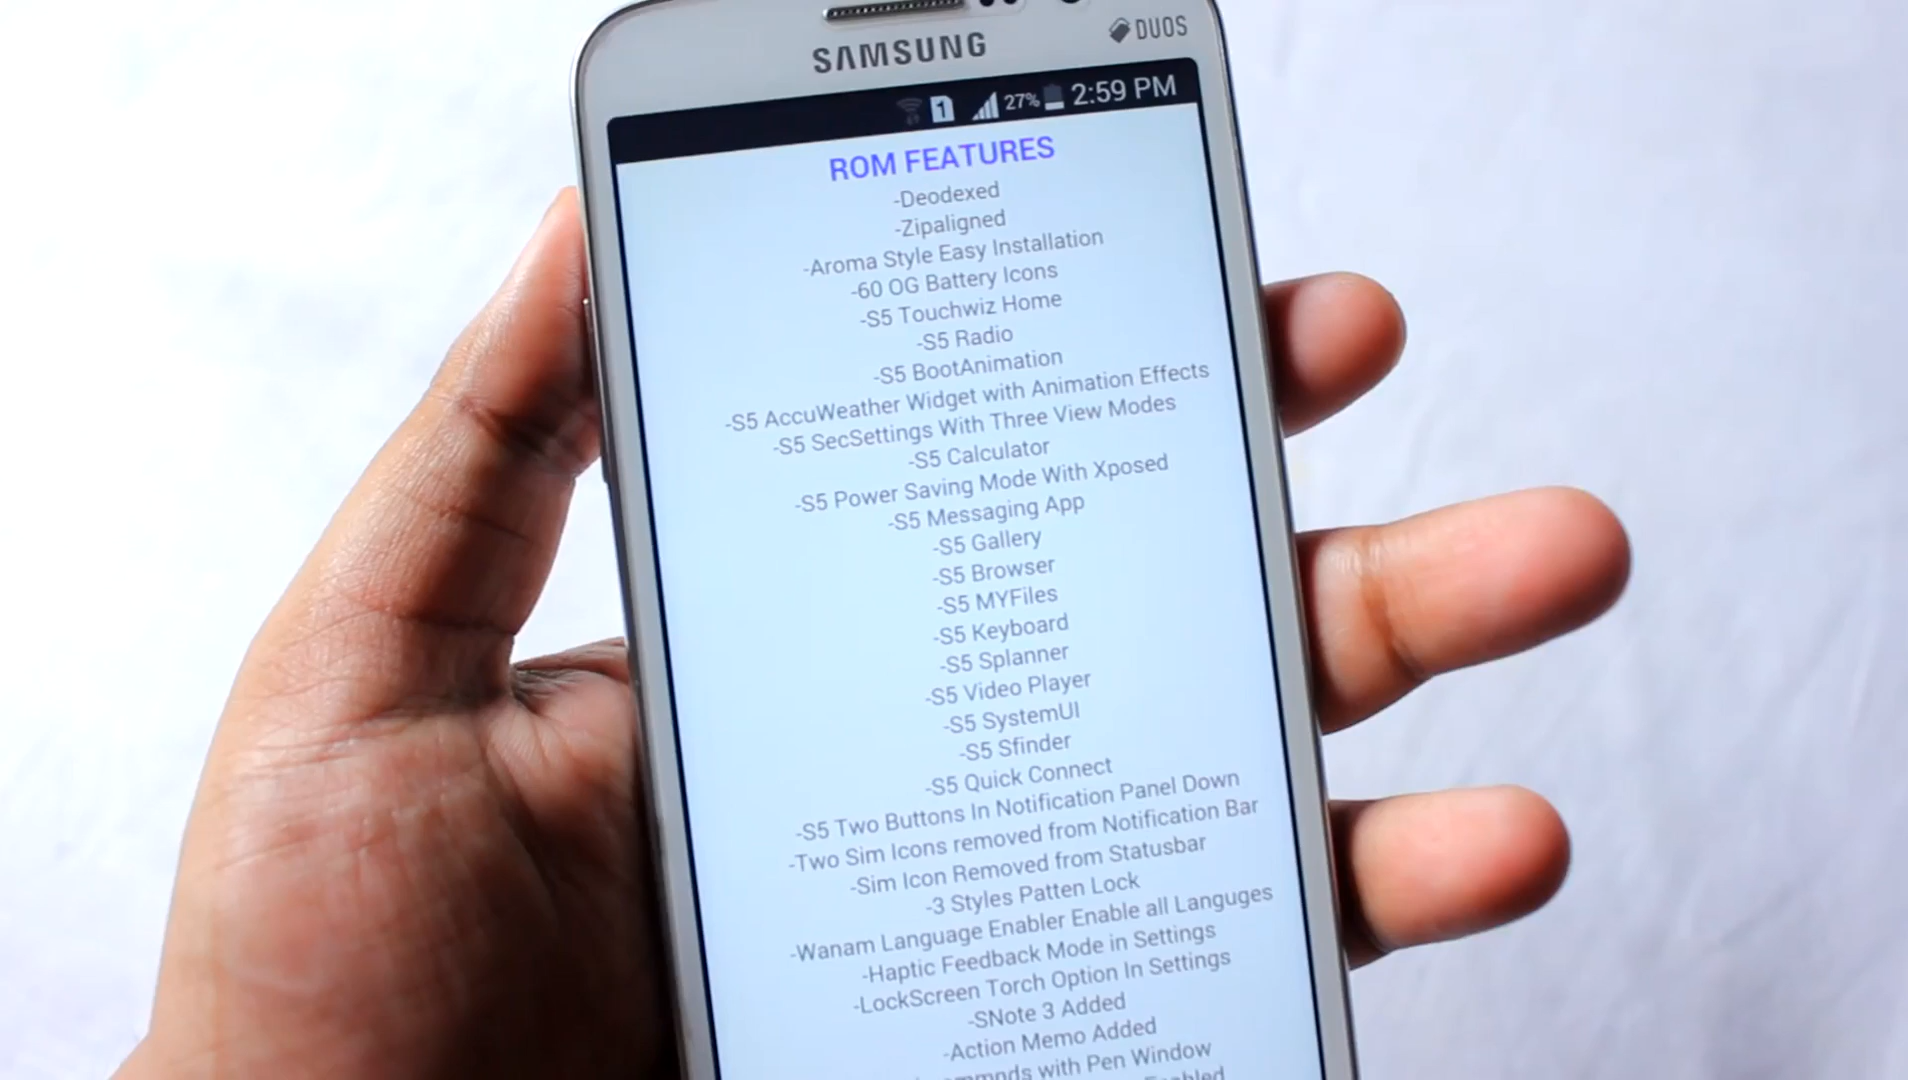 SAMSUNG
DUOS
1 27% 2:59 PM
ROM FEATURES
-Deodexed
-Zipaligned
-Aroma Style Easy Installation
-60 OG Battery Icons
-S5 Touchwiz Home
-S5 Radio
-S5 BootAnimation
-S5 AccuWeather Widget with Animation Effects
-S5 SecSettings With Three View Modes
-S5 Calculator
-S5 Power Saving Mode With Xposed
-S5 Messaging App
-S5 Gallery
-S5 Browser
-S5 MYFiles
-S5 Keyboard
-S5 Splanner
-S5 Video Player
-S5 SystemUI
-S5 Sfinder
-S5 Quick Connect
-S5 Two Buttons In Notification Panel Down
-Two Sim Icons removed from Notification Bar
-Sim Icon Removed from Statusbar
-3 Styles Patten Lock
-Wanam Language Enabler Enable all Languges
-Haptic Feedback Mode in Settings
-LockScreen Torch Option In Settings
-SNote 3 Added
-Action Memo Added
with Pen Window